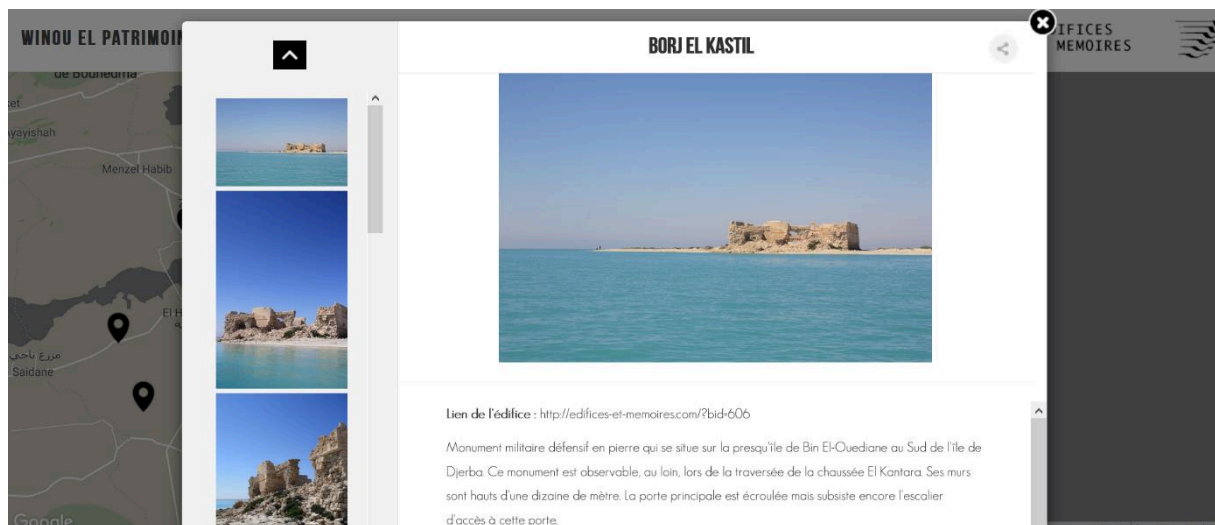 WINOU EL PATRIMOIN
BORJ EL KASTIL
IFICES
MEMOIRES
de Bouhedma
ayayishah
Menzel Habib
El H
Saidane
Google
Lien de l'édifice : http://edifices-et-memoires.com/?bid=606
Monument militaire défensif en pierre qui se situe sur la presqu'île de Bin El-Ouediane au Sud de l'île de
Djerba. Ce monument est observable, au loin, lors de la traversée de la chaussée El Kantara. Ses murs
sont hauts d'une dizaine de mètre. La porte principale est écroulée mais subsiste encore l'escalier
d'accès à cette porte.